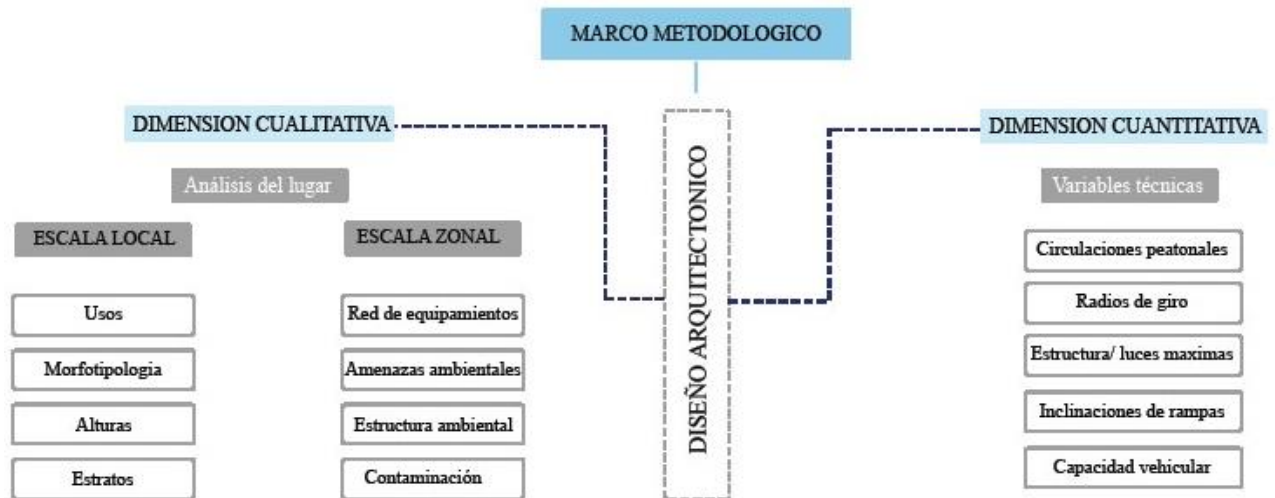 MARCO METODOLOGICO
DIMENSION CUALITATIVA
Análisis del lugar
ESCALA LOCAL
Usos
Morfotipologia
Alturas
Estratos
ESCALA ZONAL
Red de equipamientos
Amenazas ambientales
Estructura ambiental
Contaminación
DISEÑO ARQUITECTONICO
DIMENSION CUANTITATIVA
Variables técnicas
Circulaciones peatonales
Radios de giro
Estructura/ luces maximas
Inclinaciones de rampas
Capacidad vehicular